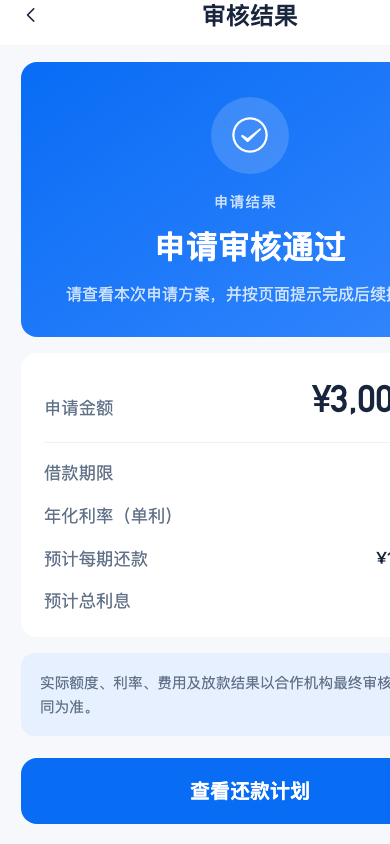 审核结果
申请结果
申请审核通过
请查看本次申请方案，并按页面提示完成后续
申请金额
¥3,00
借款期限
年化利率（单利）
预计每期还款
¥1
预计总利息
实际额度、利率、费用及放款结果以合作机构最终审核
同为准。
查看还款计划